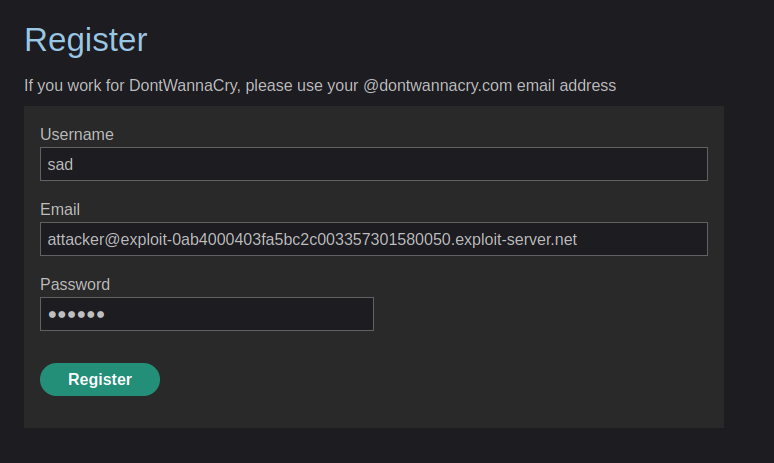 Register
If you work for DontWannaCry, please use your @dontwannacry.com email address
Username
sad
Email
attacker@exploit-0ab4000403fa5bc2c003357301580050.exploit-server.net
Password
●●●●●●
Register